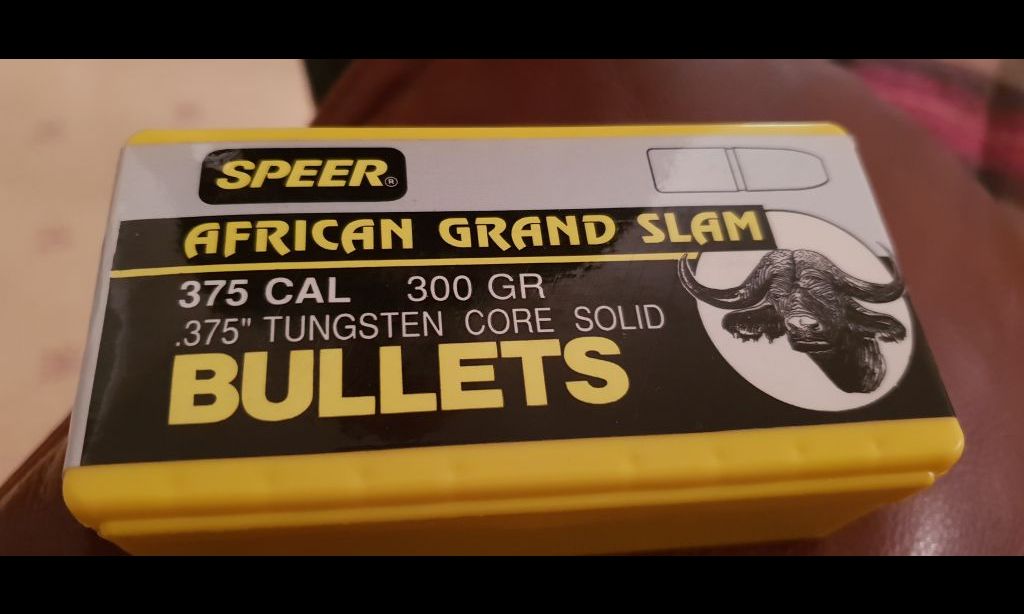 SPEER®
AFRICAN GRAND SLAM
375 CAL 300 GR
.375" TUNGSTEN CORE SOLID
BULLETS